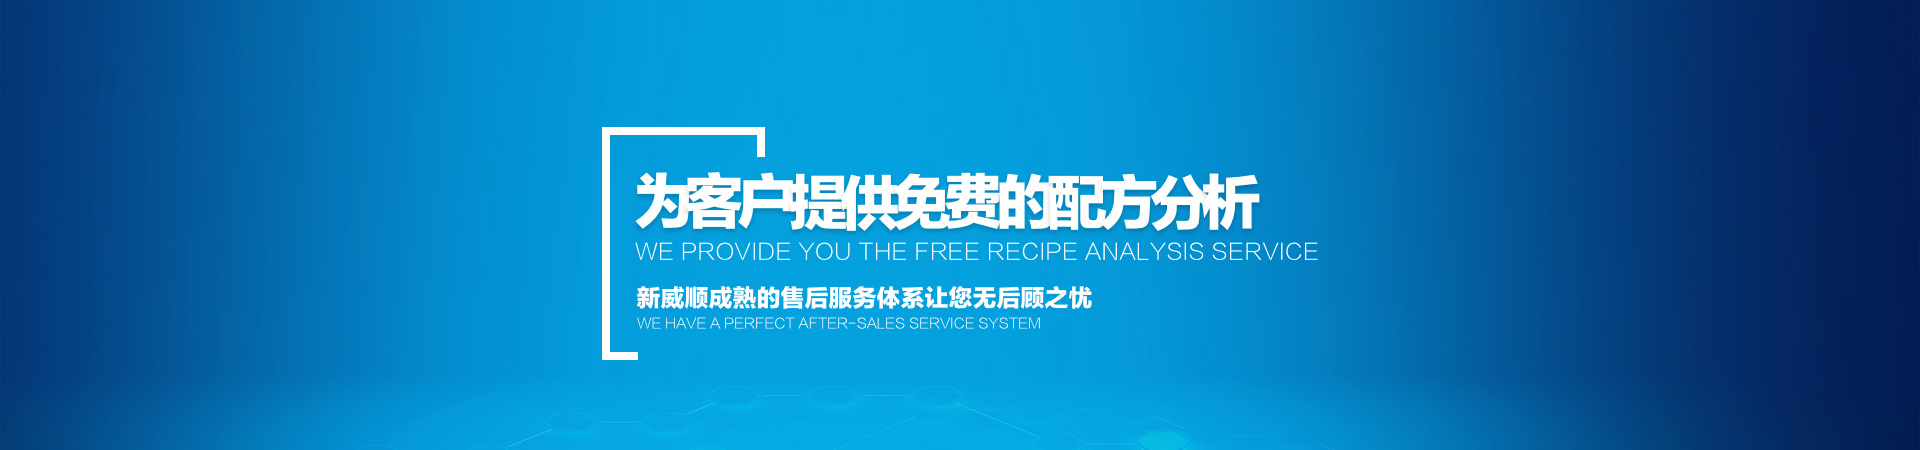 为客户提供免费的配方分析
WE PROVIDE YOU THE FREE RECIPE ANALYSIS SERVICE
新威顺成熟的售后服务体系让您无后顾之忧
WE HAVE A PERFECT AFTER-SALES SERVICE SYSTEM